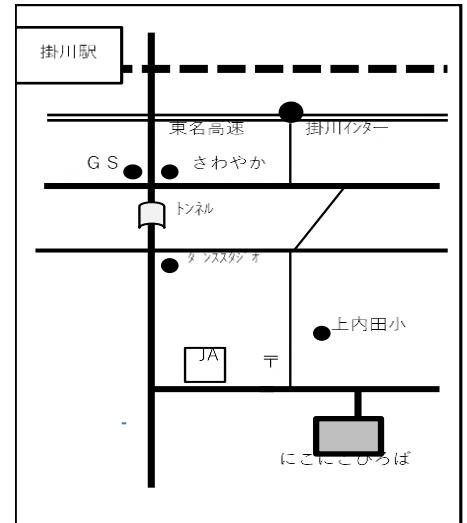 掛川駅
東名高速
掛川インター
ＧＳ
さわやか
トンネル
ダンススタジオ
上内田小
JA
〒
にこにこひろば